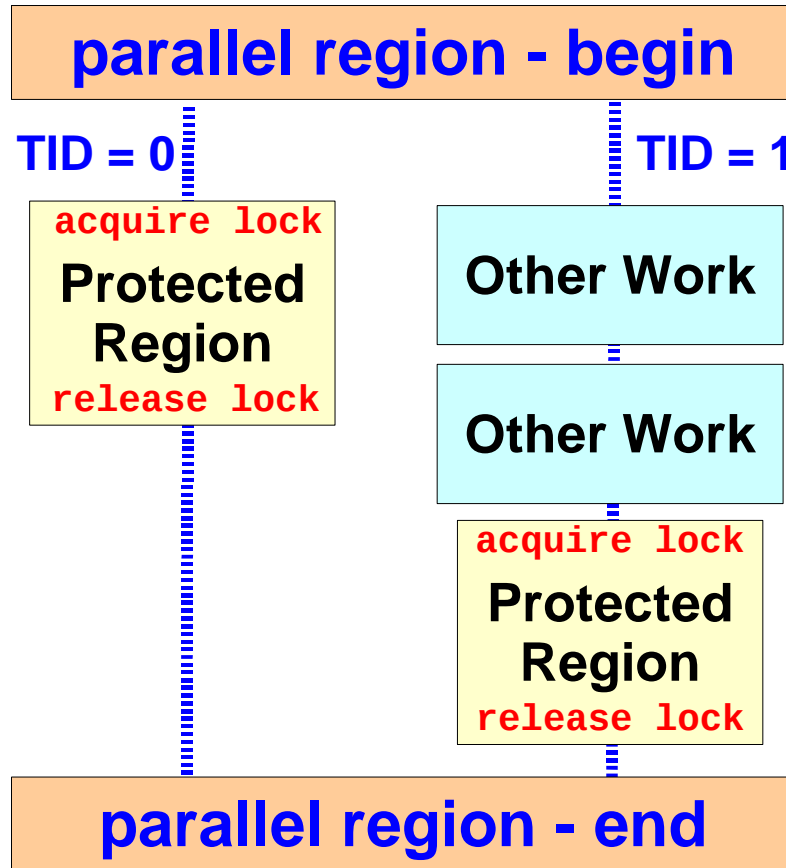 parallel region - begin
TID = 0
TID = 1
acquire lock
Protected
Region
release lock
Other Work
Other Work
acquire lock
Protected
Region
release lock
parallel region - end